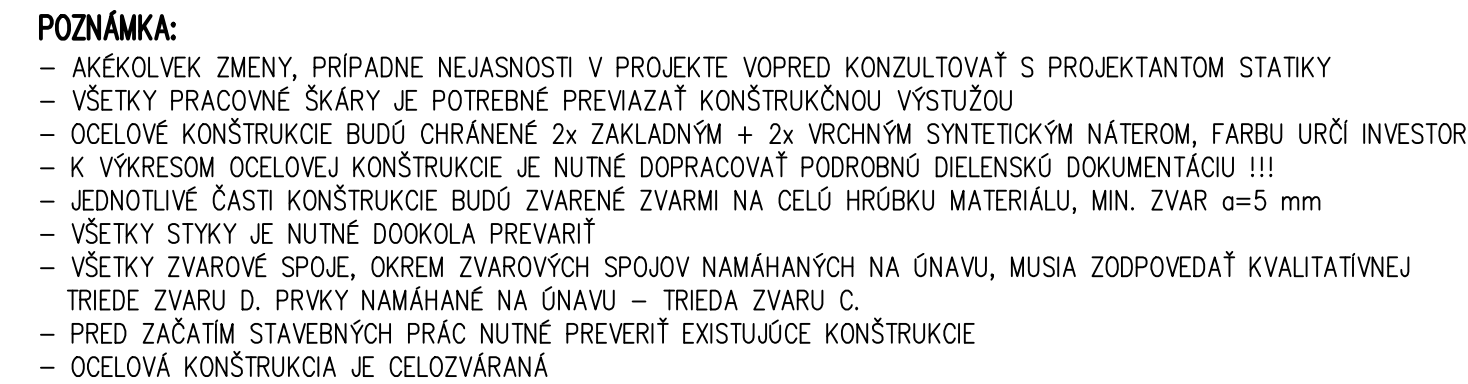 POZNÁMKA:
– AKÉKOLVEK ZMENY, PRÍPADNE NEJASNOSTI V PROJEKTE VOPRED KONZULTOVAŤ S PROJEKTANTOM STATIKY
– VŠETKY PRACOVNÉ ŠKÁRY JE POTREBNÉ PREVIAZAŤ KONŠTRUKČNOU VÝSTUŽOU
– OCELOVÉ KONŠTRUKCIE BUDÚ CHRÁNENÉ 2x ZAKLADNÝM + 2x VRCHNÝM SYNTETICKÝM NÁTEROM, FARBU URČÍ INVESTOR
– K VÝKRESOM OCELOVEJ KONŠTRUKCIE JE NUTNÉ DOPRACOVAŤ PODROBNÚ DIELENSKÚ DOKUMENTÁCIU !!!
– JEDNOTLIVÉ ČASTI KONŠTRUKCIE BUDÚ ZVARENÉ ZVARMI NA CELÚ HRÚBKU MATERIÁLU, MIN. ZVAR a=5 mm
– VŠETKY STYKY JE NUTNÉ DOOKOLA PREVARIŤ
– VŠETKY ZVAROVÉ SPOJE, OKREM ZVAROVÝCH SPOJOV NAMÁHANÝCH NA ÚNAVU, MUSIA ZODPOVEDAŤ KVALITATÍVNEJ
TRIEDE ZVARU D. PRVKY NAMÁHANÉ NA ÚNAVU – TRIEDA ZVARU C.
– PRED ZAČATÍM STAVEBNÝCH PRÁC NUTNÉ PREVERIŤ EXISTUJÚCE KONŠTRUKCIE
– OCELOVÁ KONŠTRUKCIA JE CELOZVÁRANÁ